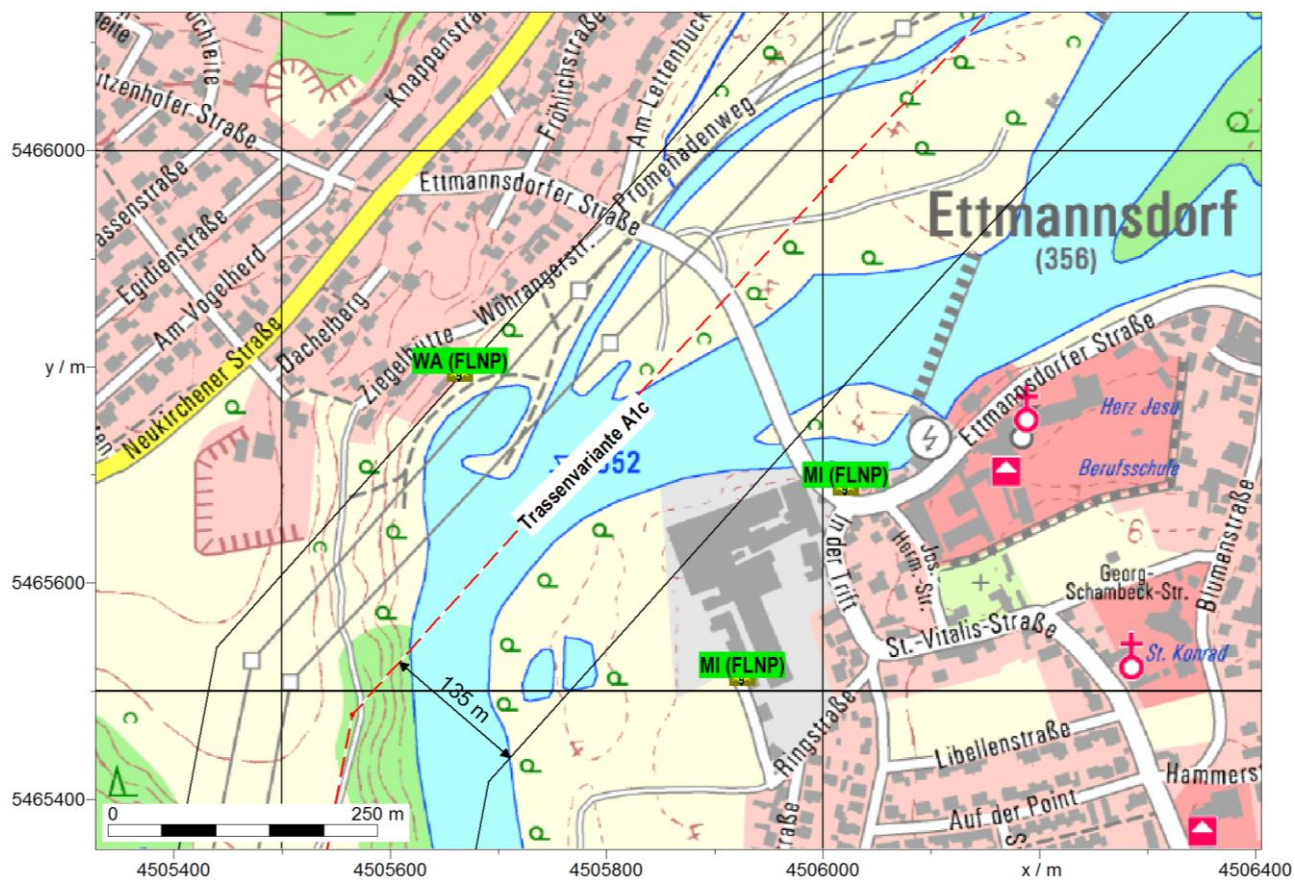 5466000
y / m
5465600
5465400
4505400
4505600
4505800
4506000
x / m
4506400
itzenhofer-Straße
Knappenstr
Fröhlichstraße
Am-Lettenbuck
Promenadenweg
Ettmannsdorfer Straße
Egidienstraße
Am-Vogelherd
Dachelberg
Neukirchener Straße
Ziegelhütte
Wöhrangerstr.
WA (FLNP)
Trassenvariante A1c
Ettmannsdorf
(356)
Ettmannsdorfer Straße
Herz Jesu
Berufsschule
MI (FLNP)
In der Trift
Jos.
Herm.-Str.
Georg-
Schambeck-Str.
Blumenstraße
St.-Vitalis-Straße
St. Konrad
MI (FLNP)
135 m
Ringstraße
Libellenstraße
Auf der Point
Hammerst
0
250 m